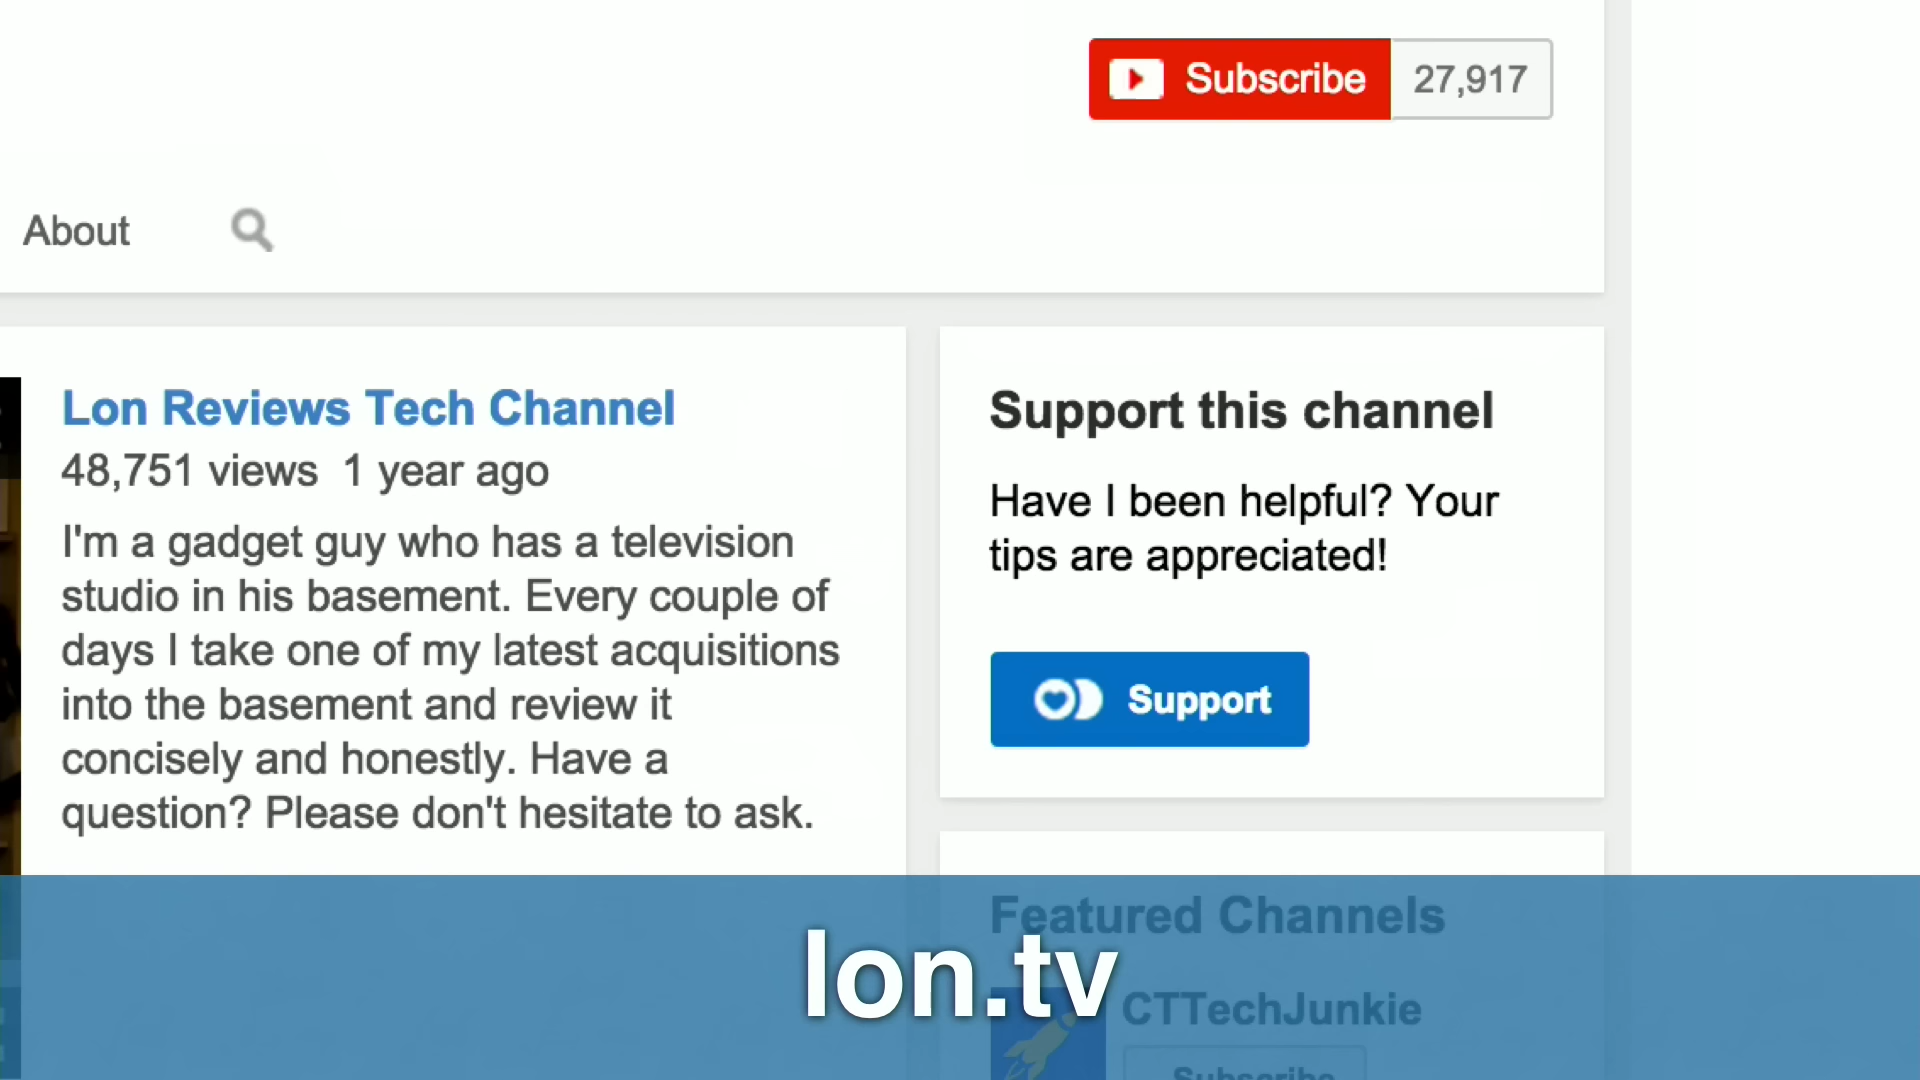 Subscribe 27,917
About
Lon Reviews Tech Channel
48,751 views 1 year ago
I'm a gadget guy who has a television
studio in his basement. Every couple of
days I take one of my latest acquisitions
into the basement and review it
concisely and honestly. Have a
question? Please don't hesitate to ask.
Support this channel
Have I been helpful? Your
tips are appreciated!
Support
Featured Channels
lon.tv
CTTechJunkie
Subscribe